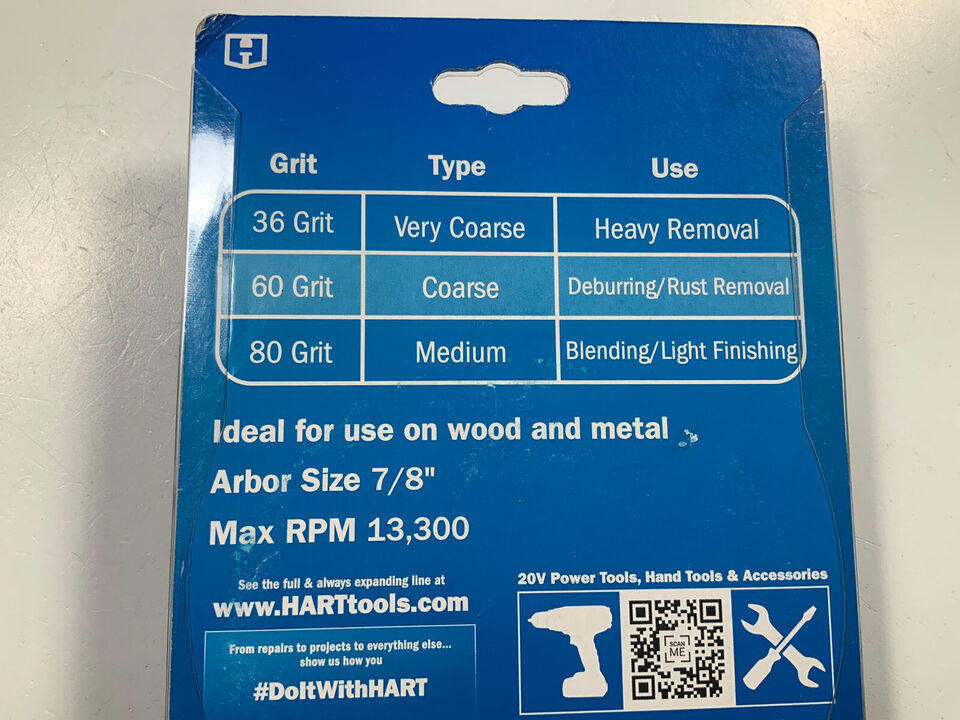 Grit Type Use
36 Grit Very Coarse Heavy Removal
60 Grit Coarse Deburring/Rust Removal
80 Grit Medium Blending/Light Finishing
Ideal for use on wood and metal
Arbor Size 7/8"
Max RPM 13,300
See the full & always expanding line at
www.HARTtools.com
From repairs to projects to everything else...
show us how you
#DoItWithHART
20V Power Tools, Hand Tools & Accessories
SCAN
ME